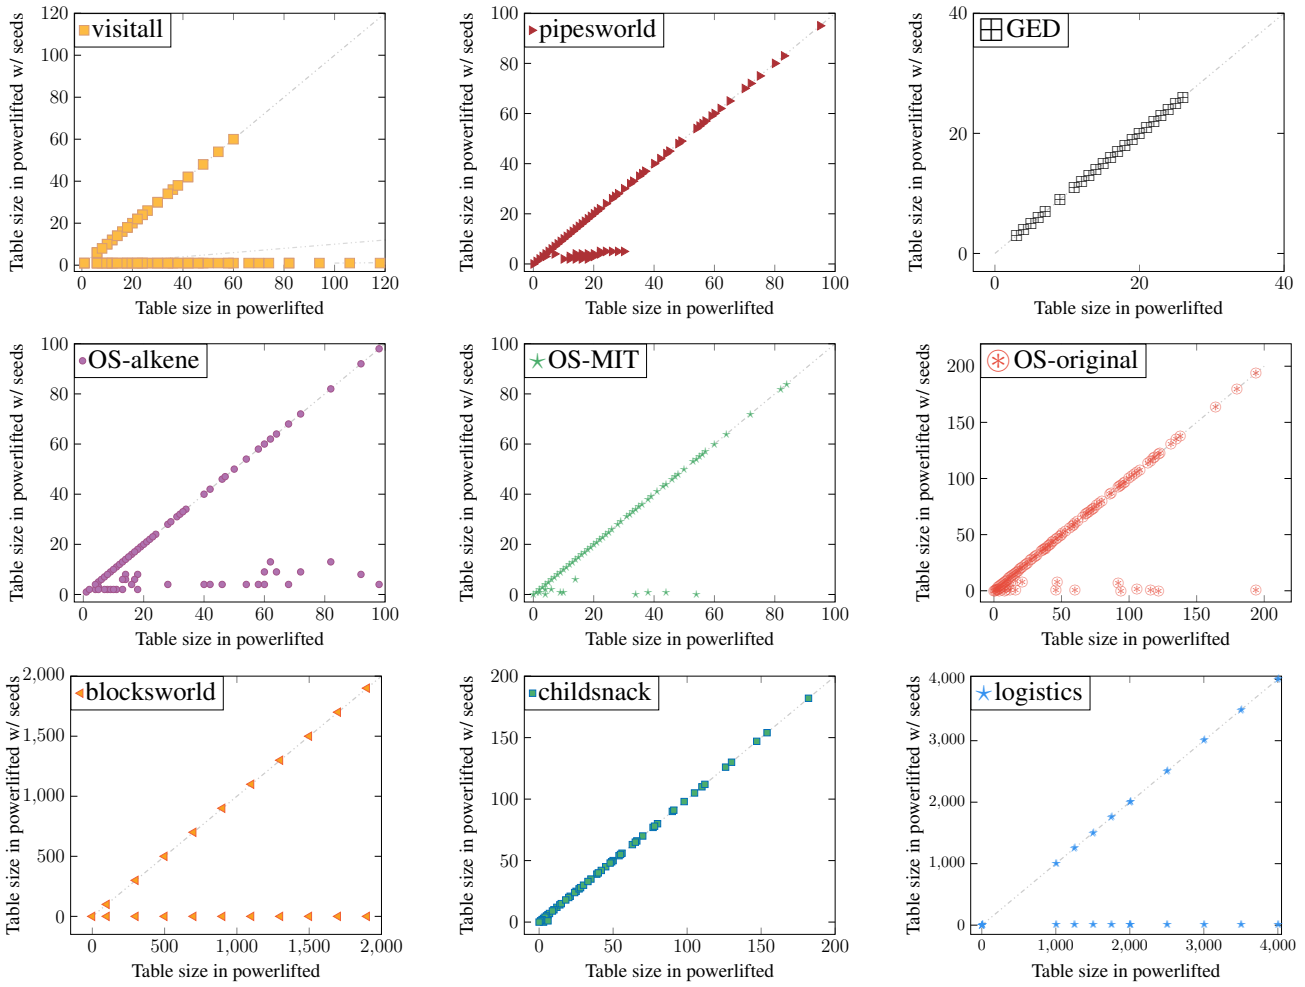 visitall
Table size in powerlifted w/ seeds
120
100
80
60
40
20
0
0 20 40 60 80 100 120
Table size in powerlifted
pipesworld
Table size in powerlifted w/ seeds
100
80
60
40
20
0
0 20 40 60 80 100
Table size in powerlifted
GED
Table size in powerlifted w/ seeds
40
20
0
0 20 40
Table size in powerlifted
OS-alkene
Table size in powerlifted w/ seeds
100
80
60
40
20
0
0 20 40 60 80 100
Table size in powerlifted
OS-MIT
Table size in powerlifted w/ seeds
100
80
60
40
20
0
0 20 40 60 80 100
Table size in powerlifted
OS-original
Table size in powerlifted w/ seeds
200
150
100
50
0
0 50 100 150 200
Table size in powerlifted
blocksworld
Table size in powerlifted w/ seeds
2,000
1,500
1,000
500
0
0 500 1,000 1,500 2,000
Table size in powerlifted
childsnack
Table size in powerlifted w/ seeds
200
150
100
50
0
0 50 100 150 200
Table size in powerlifted
logistics
Table size in powerlifted w/ seeds
4,000
3,000
2,000
1,000
0
0 1,000 2,000 3,000 4,000
Table size in powerlifted